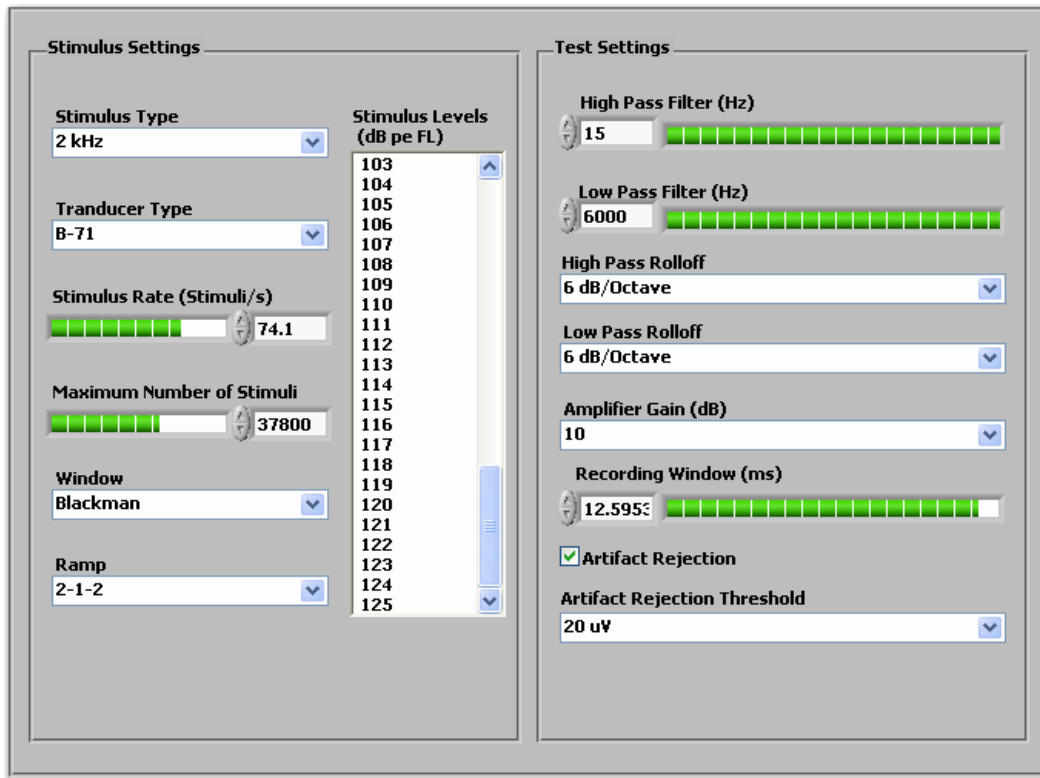 Stimulus Settings
Stimulus Type
2 kHz
Tranducer Type
B-71
Stimulus Rate (Stimuli/s)
74.1
Maximum Number of Stimuli
37800
Window
Blackman
Ramp
2-1-2
Stimulus Levels
(dB pe FL)
103
104
105
106
107
108
109
110
111
112
113
114
115
116
117
118
119
120
121
122
123
124
125
Test Settings
High Pass Filter (Hz)
15
Low Pass Filter (Hz)
6000
High Pass Rolloff
6 dB/Octave
Low Pass Rolloff
6 dB/Octave
Amplifier Gain (dB)
10
Recording Window (ms)
12.5953
Artifact Rejection
Artifact Rejection Threshold
20 uV